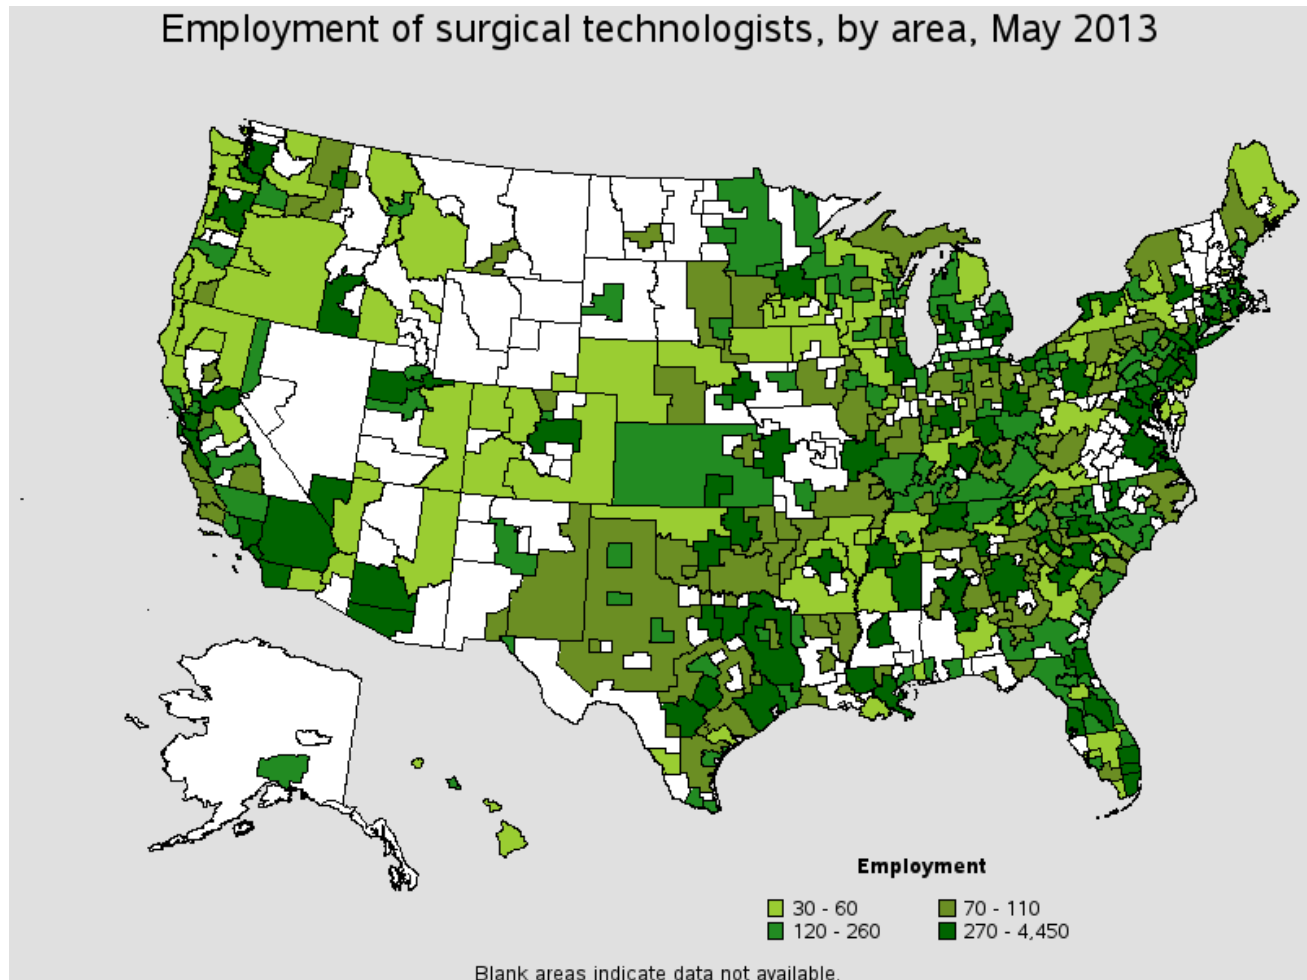 Employment of surgical technologists, by area, May 2013
Employment
30 - 60
70 - 110
120 - 260
270 - 4,450
Blank areas indicate data not available.